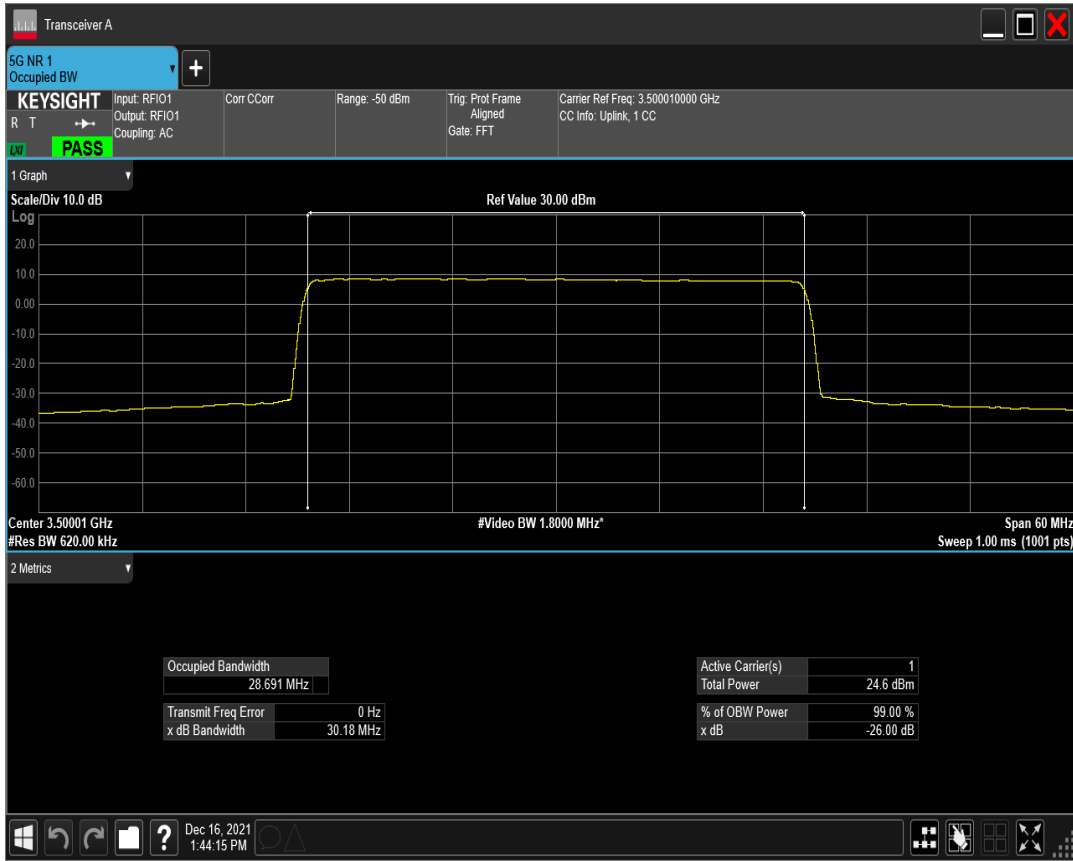 Transceiver A
5G NR 1
Occupied BW
+
KEYSIGHT
R T
LXI
PASS
Input: RFIO1
Output: RFIO1
Coupling: AC
Corr CCorr
Range: -50 dBm
Trig: Prot Frame
Aligned
Gate: FFT
Carrier Ref Freq: 3.500010000 GHz
CC Info: Uplink, 1 CC
1 Graph
Scale/Div 10.0 dB
Ref Value 30.00 dBm
Log
20.0
10.0
0.00
-10.0
-20.0
-30.0
-40.0
-50.0
-60.0
Center 3.50001 GHz
#Video BW 1.8000 MHz*
Span 60 MHz
#Res BW 620.00 kHz
Sweep 1.00 ms (1001 pts)
2 Metrics
Occupied Bandwidth
28.691 MHz
Transmit Freq Error 0 Hz
x dB Bandwidth 30.18 MHz
Active Carrier(s) 1
Total Power 24.6 dBm
% of OBW Power 99.00 %
x dB -26.00 dB
?
Dec 16, 2021
1:44:15 PM